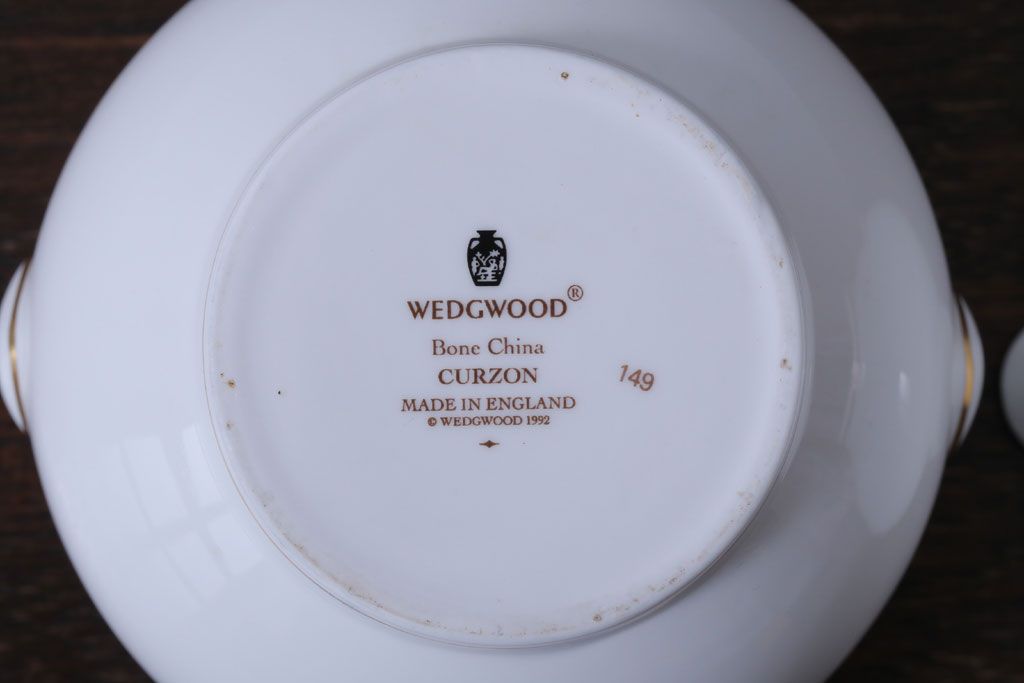 WEDGWOOD®
Bone China
CURZON
MADE IN ENGLAND
© WEDGWOOD 1992
149